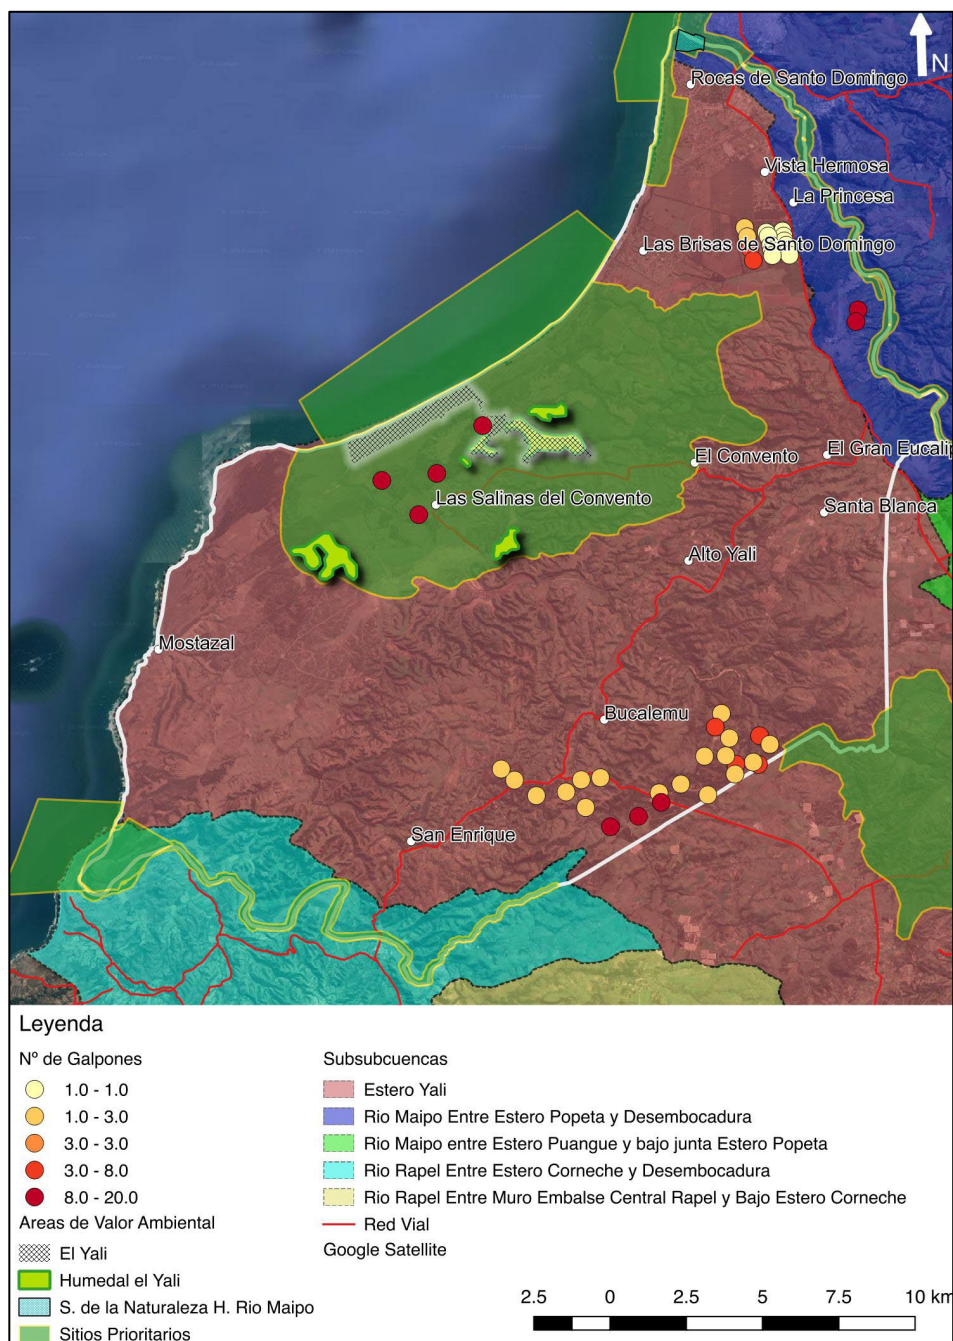 N
Rocas de Santo Domingo
Vista Hermosa
La Princesa
Las Brisas de Santo Domingo
El Convento
El Gran Eucalip
Las Salinas del Convento
Santa Blanca
Alto Yali
Mostazal
Bucalemu
San Enrique
Leyenda
Nº de Galpones
1.0 - 1.0
1.0 - 3.0
3.0 - 3.0
3.0 - 8.0
8.0 - 20.0
Areas de Valor Ambiental
El Yali
Humedal el Yali
S. de la Naturaleza H. Rio Maipo
Sitios Prioritarios
Subsubcuencas
Estero Yali
Rio Maipo Entre Estero Popeta y Desembocadura
Rio Maipo entre Estero Puangue y bajo junta Estero Popeta
Rio Rapel Entre Estero Corneche y Desembocadura
Rio Rapel Entre Muro Embalse Central Rapel y Bajo Estero Corneche
Red Vial
Google Satellite
2.5 0 2.5 5 7.5 10 km